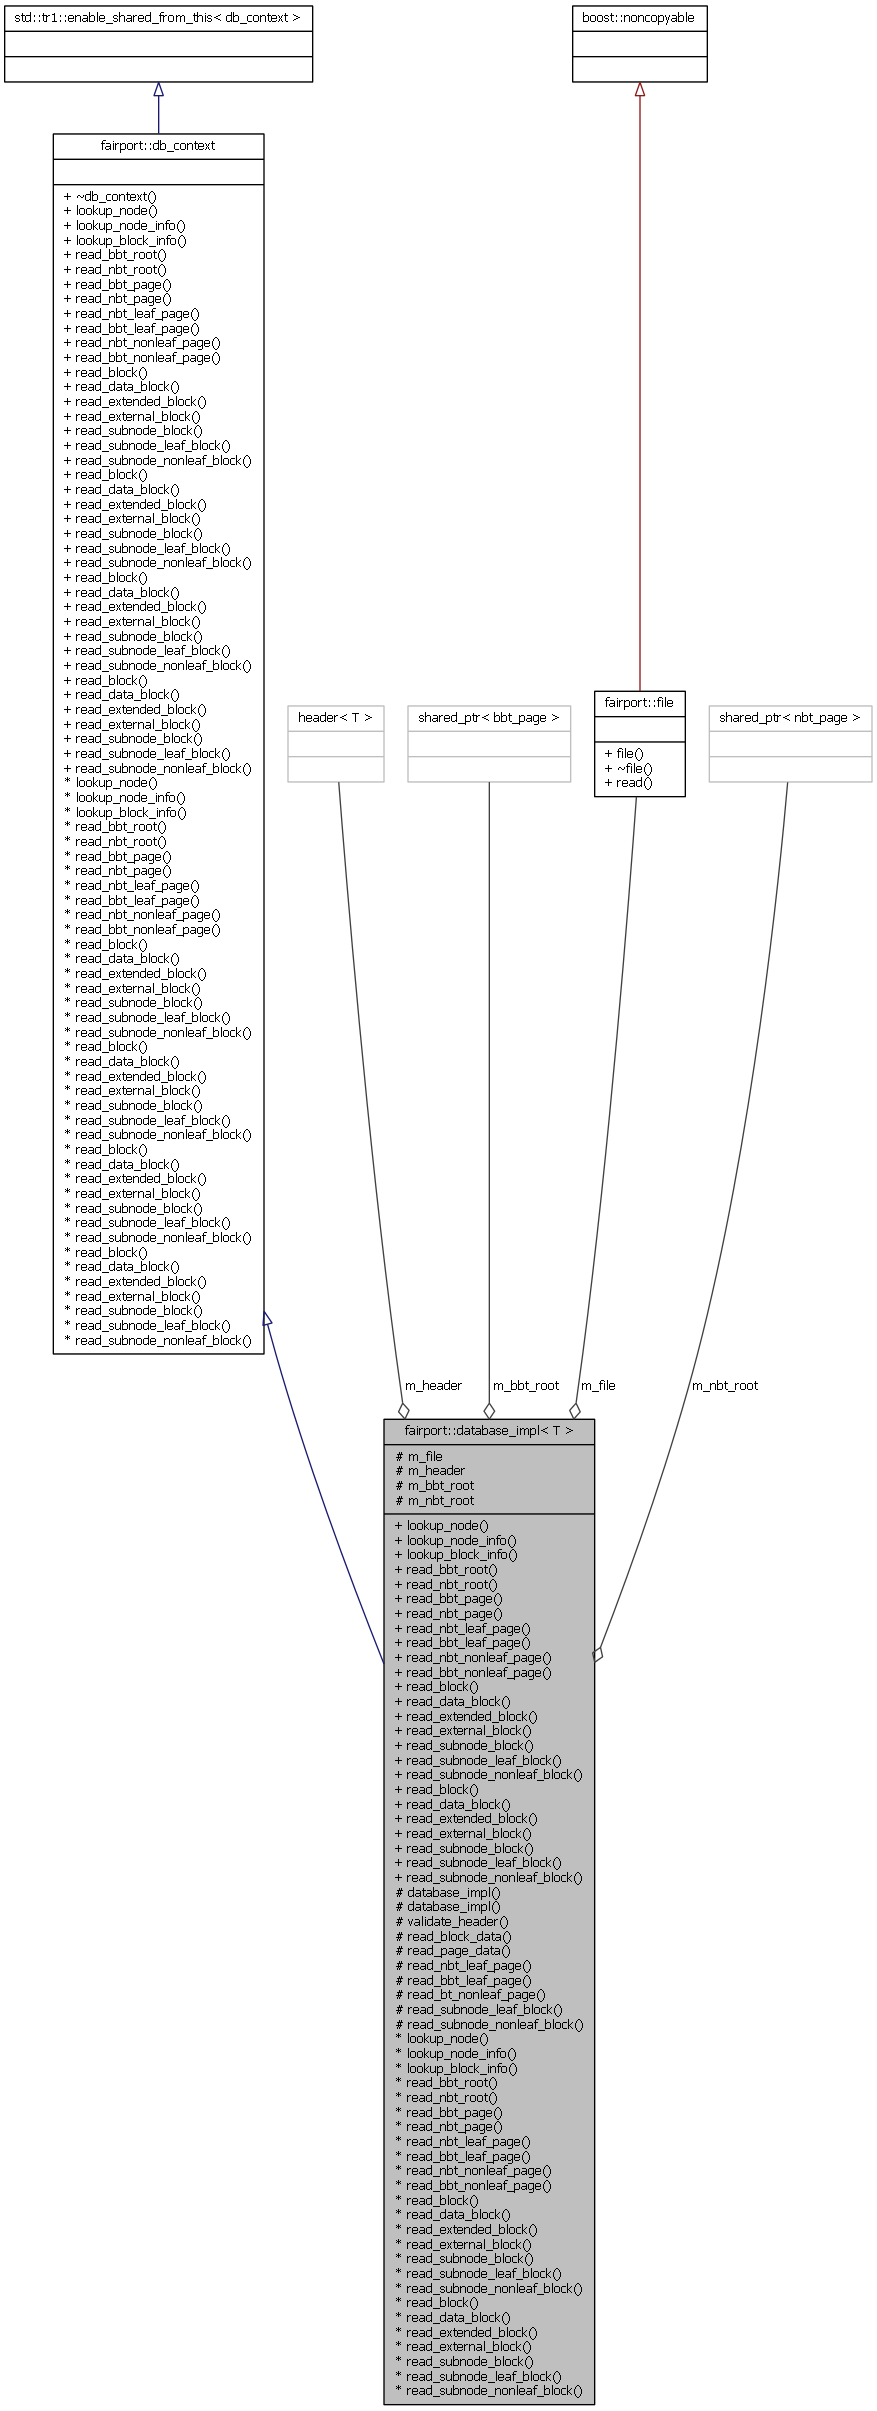 std::tr1::enable_shared_from_this< db_context >
boost::noncopyable
fairport::db_context
+ ~db_context()
+ lookup_node()
+ lookup_node_info()
+ lookup_block_info()
+ read_bbt_root()
+ read_nbt_root()
+ read_bbt_page()
+ read_nbt_page()
+ read_nbt_leaf_page()
+ read_bbt_leaf_page()
+ read_nbt_nonleaf_page()
+ read_bbt_nonleaf_page()
+ read_block()
+ read_data_block()
+ read_extended_block()
+ read_external_block()
+ read_subnode_block()
+ read_subnode_leaf_block()
+ read_subnode_nonleaf_block()
+ read_block()
+ read_data_block()
+ read_extended_block()
+ read_external_block()
+ read_subnode_block()
+ read_subnode_leaf_block()
+ read_subnode_nonleaf_block()
+ read_block()
+ read_data_block()
+ read_extended_block()
+ read_external_block()
+ read_subnode_block()
+ read_subnode_leaf_block()
+ read_subnode_nonleaf_block()
+ read_block()
+ read_data_block()
+ read_extended_block()
+ read_external_block()
+ read_subnode_block()
+ read_subnode_leaf_block()
+ read_subnode_nonleaf_block()
* lookup_node()
* lookup_node_info()
* lookup_block_info()
* read_bbt_root()
* read_nbt_root()
* read_bbt_page()
* read_nbt_page()
* read_nbt_leaf_page()
* read_bbt_leaf_page()
* read_nbt_nonleaf_page()
* read_bbt_nonleaf_page()
* read_block()
* read_data_block()
* read_extended_block()
* read_external_block()
* read_subnode_block()
* read_subnode_leaf_block()
* read_subnode_nonleaf_block()
* read_block()
* read_data_block()
* read_extended_block()
* read_external_block()
* read_subnode_block()
* read_subnode_leaf_block()
* read_subnode_nonleaf_block()
* read_block()
* read_data_block()
* read_extended_block()
* read_external_block()
* read_subnode_block()
* read_subnode_leaf_block()
* read_subnode_nonleaf_block()
* read_block()
* read_data_block()
* read_extended_block()
* read_external_block()
* read_subnode_block()
* read_subnode_leaf_block()
* read_subnode_nonleaf_block()
header< T >
shared_ptr< bbt_page >
fairport::file
+ file()
+ ~file()
+ read()
shared_ptr< nbt_page >
m_header
m_bbt_root
m_file
m_nbt_root
fairport::database_impl< T >
# m_file
# m_header
# m_bbt_root
# m_nbt_root
+ lookup_node()
+ lookup_node_info()
+ lookup_block_info()
+ read_bbt_root()
+ read_nbt_root()
+ read_bbt_page()
+ read_nbt_page()
+ read_nbt_leaf_page()
+ read_bbt_leaf_page()
+ read_nbt_nonleaf_page()
+ read_bbt_nonleaf_page()
+ read_block()
+ read_data_block()
+ read_extended_block()
+ read_external_block()
+ read_subnode_block()
+ read_subnode_leaf_block()
+ read_subnode_nonleaf_block()
+ read_block()
+ read_data_block()
+ read_extended_block()
+ read_external_block()
+ read_subnode_block()
+ read_subnode_leaf_block()
+ read_subnode_nonleaf_block()
# database_impl()
# database_impl()
# validate_header()
# read_block_data()
# read_page_data()
# read_nbt_leaf_page()
# read_bbt_leaf_page()
# read_bt_nonleaf_page()
# read_subnode_leaf_block()
# read_subnode_nonleaf_block()
* lookup_node()
* lookup_node_info()
* lookup_block_info()
* read_bbt_root()
* read_nbt_root()
* read_bbt_page()
* read_nbt_page()
* read_nbt_leaf_page()
* read_bbt_leaf_page()
* read_nbt_nonleaf_page()
* read_bbt_nonleaf_page()
* read_block()
* read_data_block()
* read_extended_block()
* read_external_block()
* read_subnode_block()
* read_subnode_leaf_block()
* read_subnode_nonleaf_block()
* read_block()
* read_data_block()
* read_extended_block()
* read_external_block()
* read_subnode_block()
* read_subnode_leaf_block()
* read_subnode_nonleaf_block()